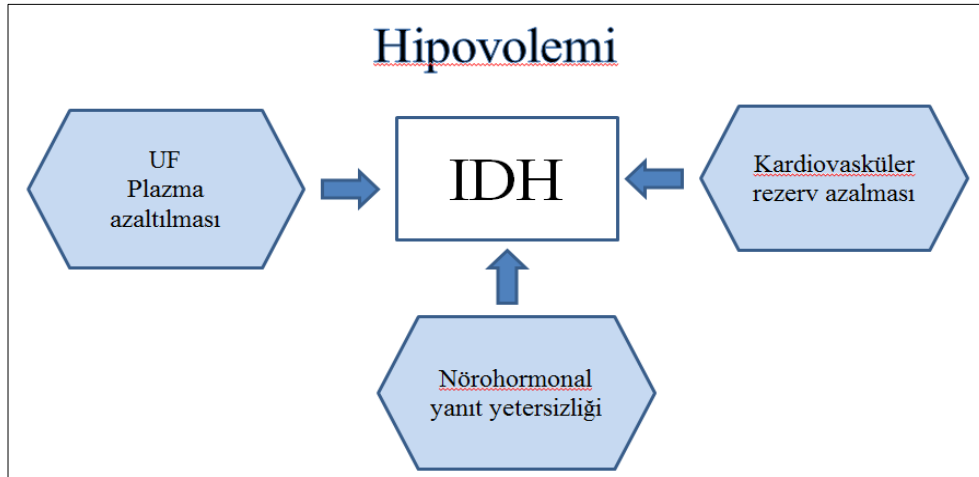 Hipovolemi
UF
Plazma
azaltılması
IDH
Kardiovasküler
rezerv azalması
Nörohormonal
yanıt yetersizliği